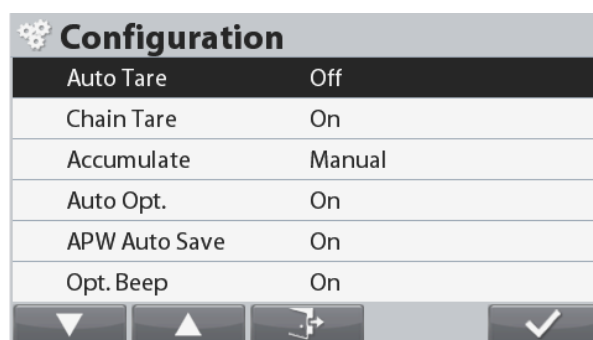 Configuration
Auto Tare Off
Chain Tare On
Accumulate Manual
Auto Opt. On
APW Auto Save On
Opt. Beep On